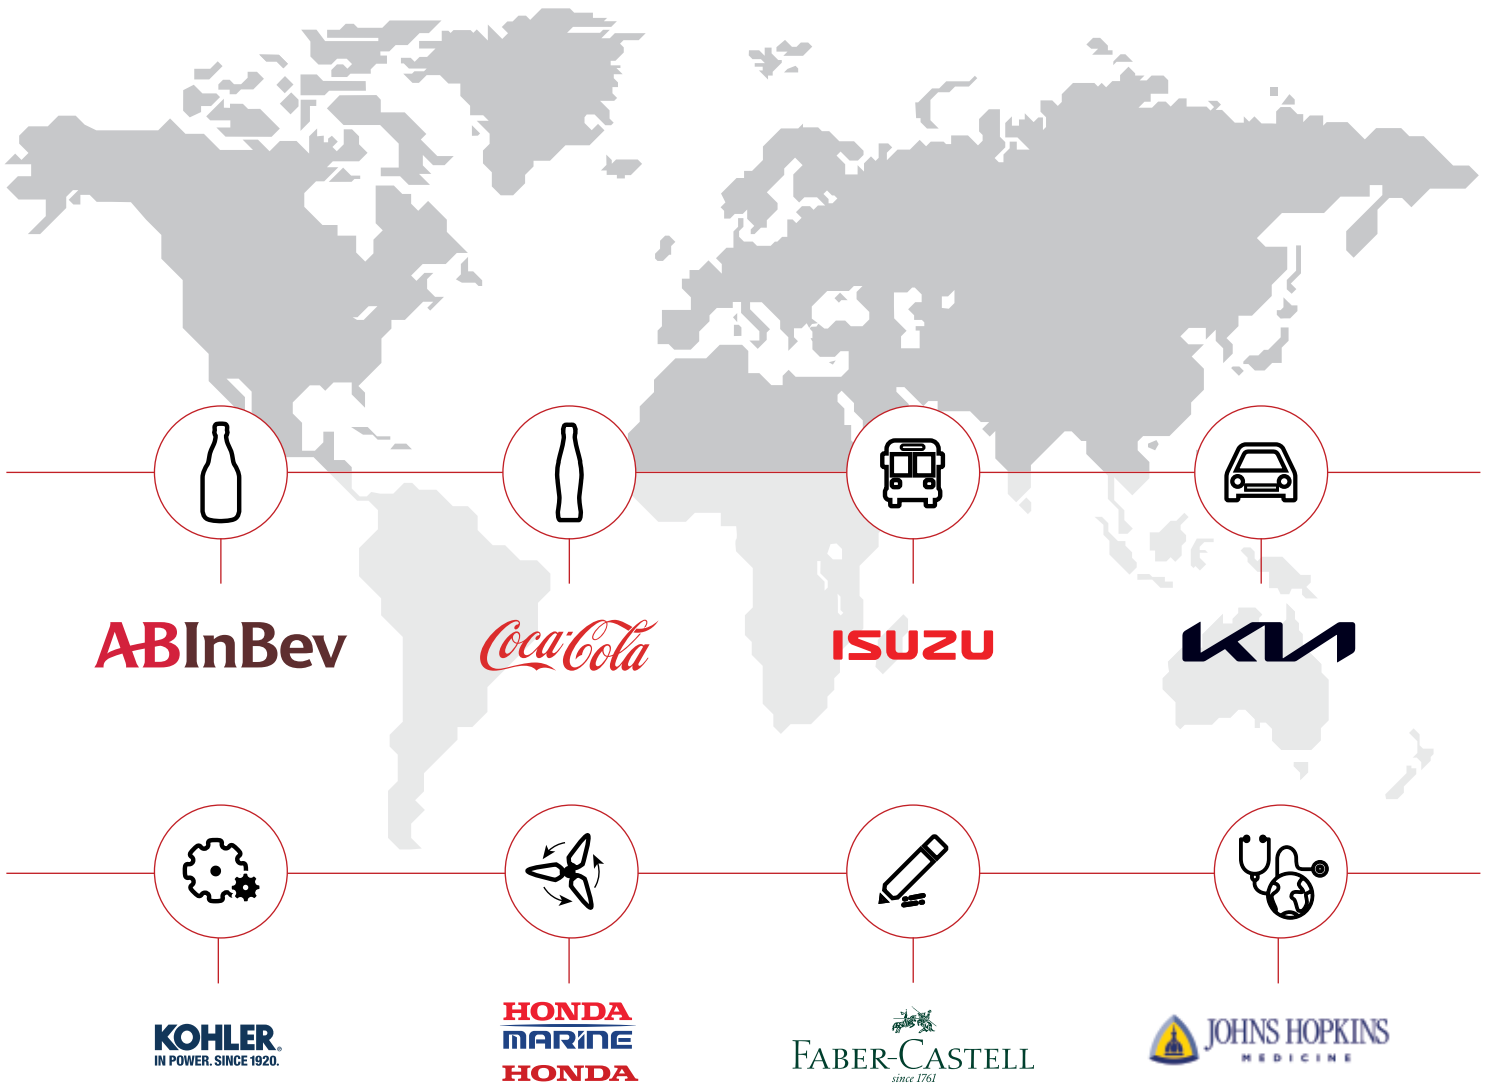 ABInBev
Coca-Cola
ISUZU
KIA
KOHLER®
IN POWER. SINCE 1920.
HONDA
MARINE
HONDA
FABER-CASTELL
since 1761
JOHNS HOPKINS
MEDICINE